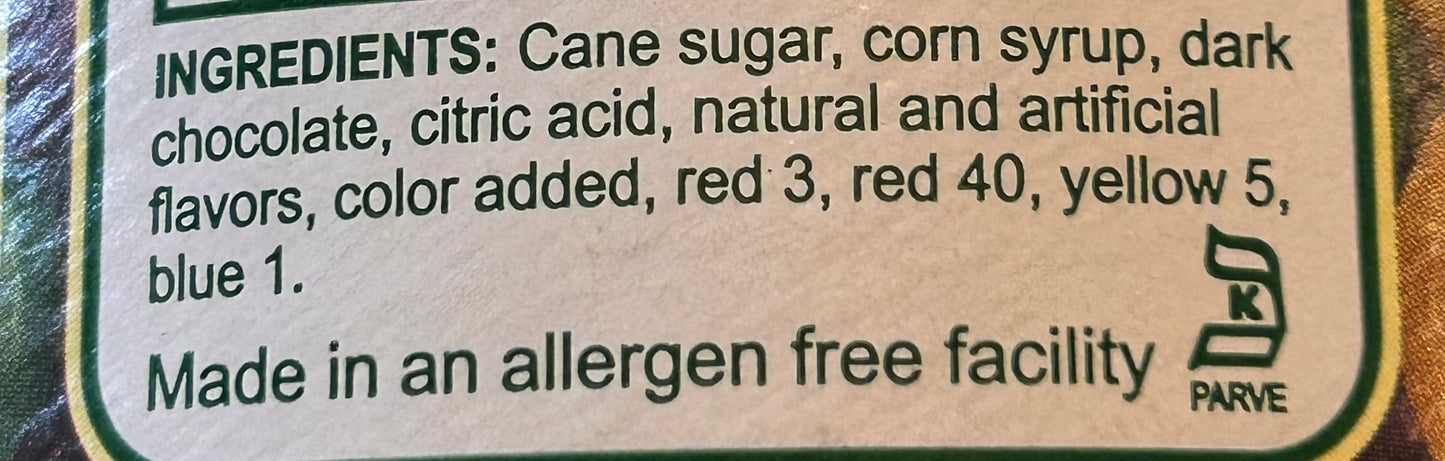 INGREDIENTS: Cane sugar, corn syrup, dark
chocolate, citric acid, natural and artificial
flavors, color added, red 3, red 40, yellow 5,
blue 1.
Made in an allergen free facility
K
PARVE